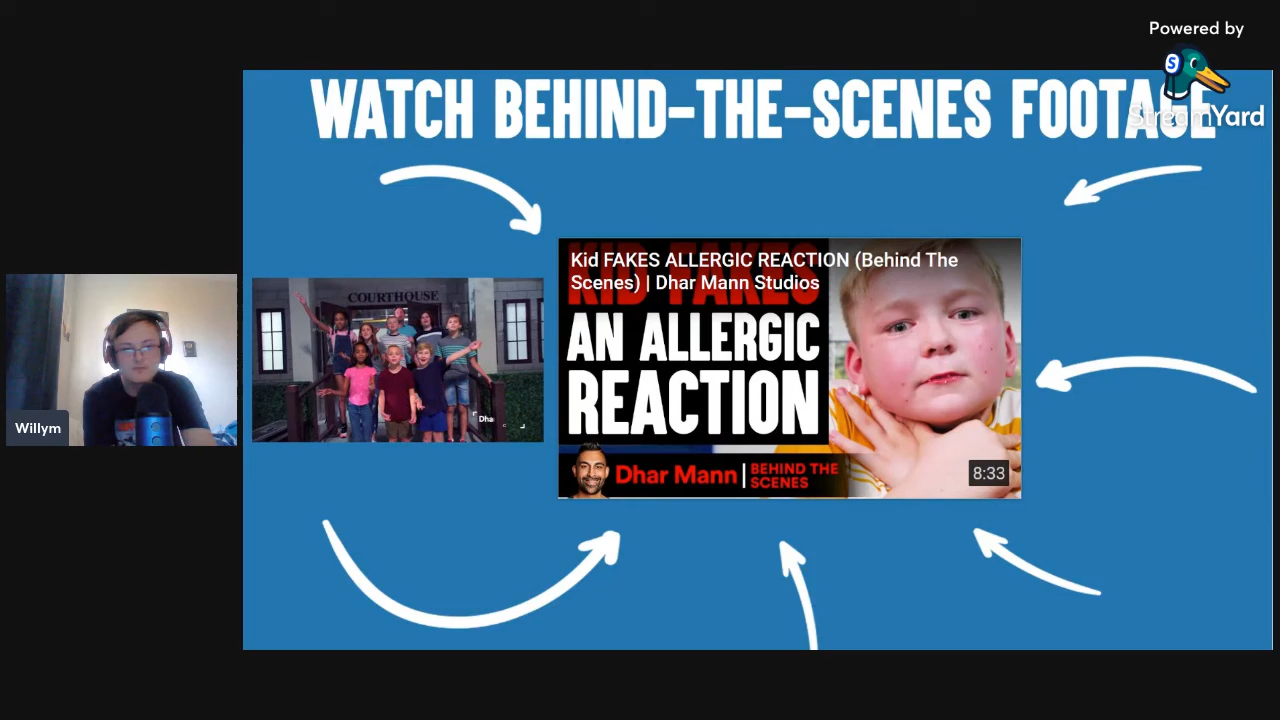 Powered by
StreamYard
S
WATCH BEHIND-THE-SCENES FOOTAGE
Kid FAKES ALLERGIC REACTION (Behind The
Scenes) | Dhar Mann Studios
KID FAKES
AN ALLERGIC
REACTION
Dhar Mann | BEHIND THE
SCENES
8:33
COURTHOUSE
Dha
Willym